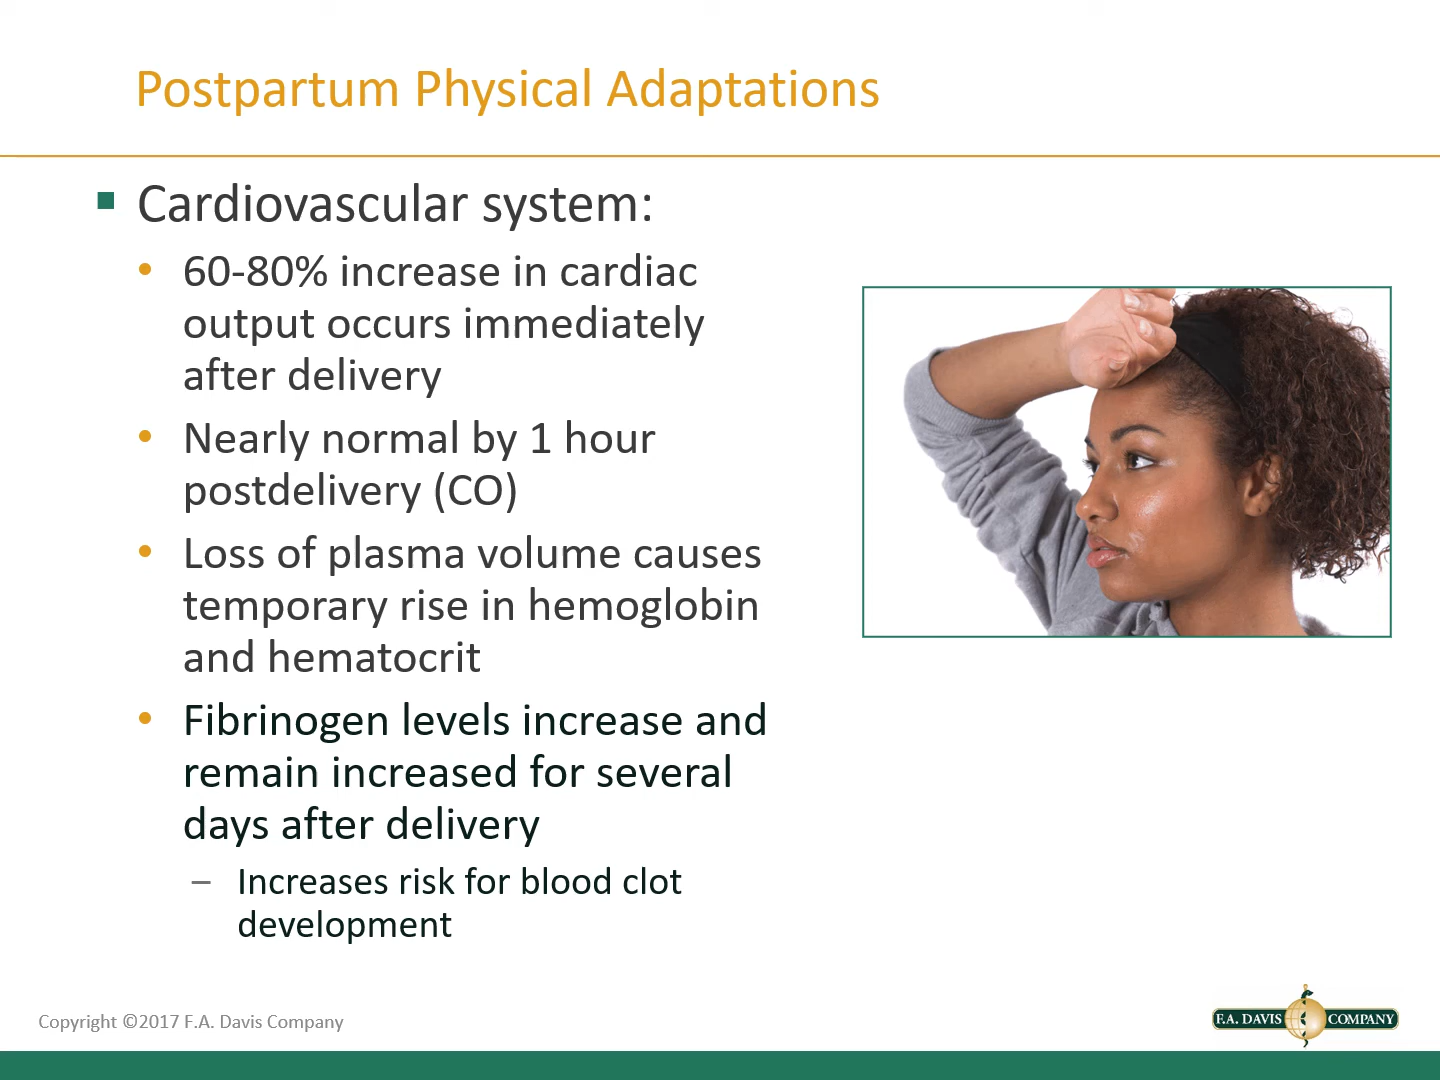 Postpartum Physical Adaptations
▪ Cardiovascular system:
• 60-80% increase in cardiac
output occurs immediately
after delivery
• Nearly normal by 1 hour
postdelivery (CO)
• Loss of plasma volume causes
temporary rise in hemoglobin
and hematocrit
• Fibrinogen levels increase and
remain increased for several
days after delivery
– Increases risk for blood clot
development
Copyright ©2017 F.A. Davis Company
F.A. DAVIS COMPANY